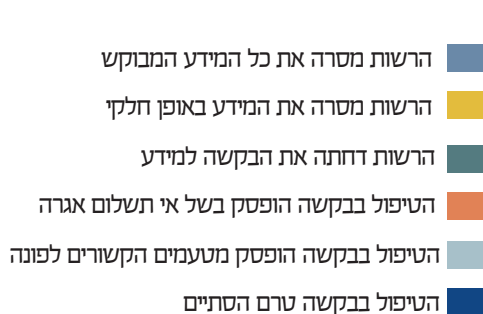 הרשות מסרה את כל המידע המבוקש
הרשות מסרה את המידע באופן חלקי
הרשות דחתה את הבקשה למידע
הטיפול בבקשה הופסק בשל אי תשלום אגרה
הטיפול בבקשה הופסק מטעמים הקשורים לפונה
הטיפול בבקשה טרם הסתיים